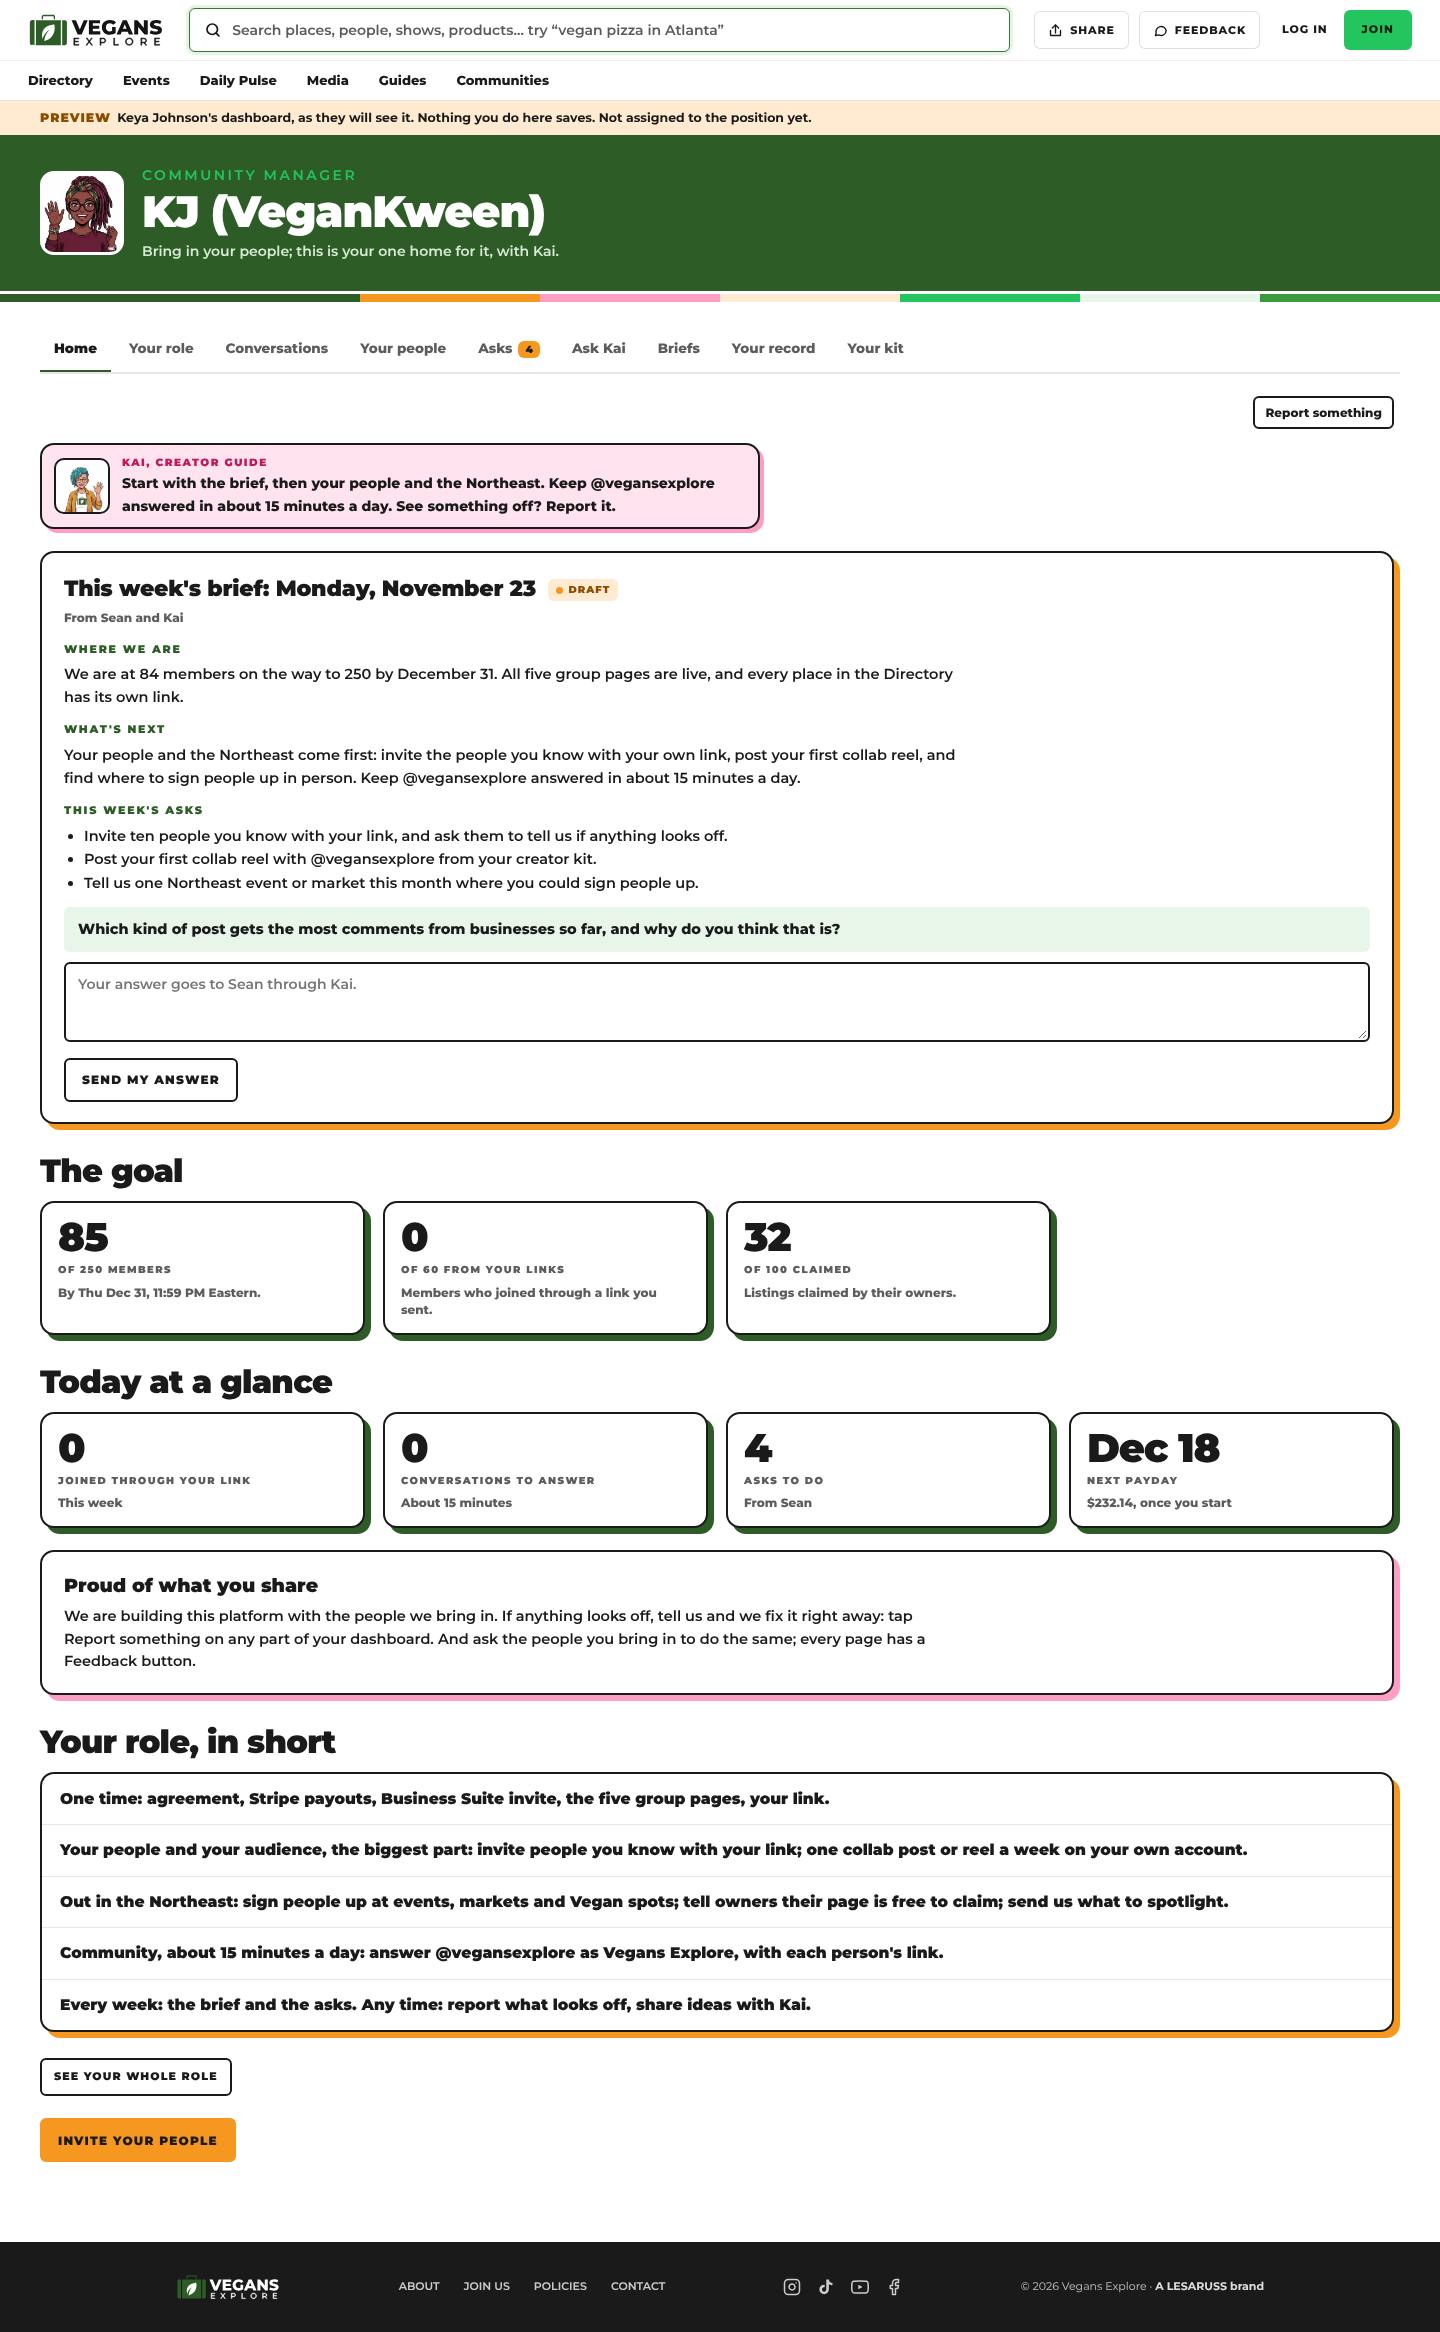 VEGANS
EXPLORE
Search places, people, shows, products... try “vegan pizza in Atlanta”
SHARE
FEEDBACK
LOG IN
JOIN
Directory
Events
Daily Pulse
Media
Guides
Communities
PREVIEW Keya Johnson's dashboard, as they will see it. Nothing you do here saves. Not assigned to the position yet.
COMMUNITY MANAGER
KJ (VeganKween)
Bring in your people; this is your one home for it, with Kai.
Home
Your role
Conversations
Your people
Asks 4
Ask Kai
Briefs
Your record
Your kit
Report something
KAI, CREATOR GUIDE
Start with the brief, then your people and the Northeast. Keep @vegansexplore
answered in about 15 minutes a day. See something off? Report it.
This week's brief: Monday, November 23
DRAFT
From Sean and Kai
WHERE WE ARE
We are at 84 members on the way to 250 by December 31. All five group pages are live, and every place in the Directory
has its own link.
WHAT'S NEXT
Your people and the Northeast come first: invite the people you know with your own link, post your first collab reel, and
find where to sign people up in person. Keep @vegansexplore answered in about 15 minutes a day.
THIS WEEK'S ASKS
• Invite ten people you know with your link, and ask them to tell us if anything looks off.
• Post your first collab reel with @vegansexplore from your creator kit.
• Tell us one Northeast event or market this month where you could sign people up.
Which kind of post gets the most comments from businesses so far, and why do you think that is?
Your answer goes to Sean through Kai.
SEND MY ANSWER
The goal
85
OF 250 MEMBERS
By Thu Dec 31, 11:59 PM Eastern.
0
OF 60 FROM YOUR LINKS
Members who joined through a link you
sent.
32
OF 100 CLAIMED
Listings claimed by their owners.
Today at a glance
0
JOINED THROUGH YOUR LINK
This week
0
CONVERSATIONS TO ANSWER
About 15 minutes
4
ASKS TO DO
From Sean
Dec 18
NEXT PAYDAY
$232.14, once you start
Proud of what you share
We are building this platform with the people we bring in. If anything looks off, tell us and we fix it right away: tap
Report something on any part of your dashboard. And ask the people you bring in to do the same; every page has a
Feedback button.
Your role, in short
One time: agreement, Stripe payouts, Business Suite invite, the five group pages, your link.
Your people and your audience, the biggest part: invite people you know with your link; one collab post or reel a week on your own account.
Out in the Northeast: sign people up at events, markets and Vegan spots; tell owners their page is free to claim; send us what to spotlight.
Community, about 15 minutes a day: answer @vegansexplore as Vegans Explore, with each person's link.
Every week: the brief and the asks. Any time: report what looks off, share ideas with Kai.
SEE YOUR WHOLE ROLE
INVITE YOUR PEOPLE
VEGANS
EXPLORE
ABOUT
JOIN US
POLICIES
CONTACT
© 2026 Vegans Explore · A LESARUSS brand